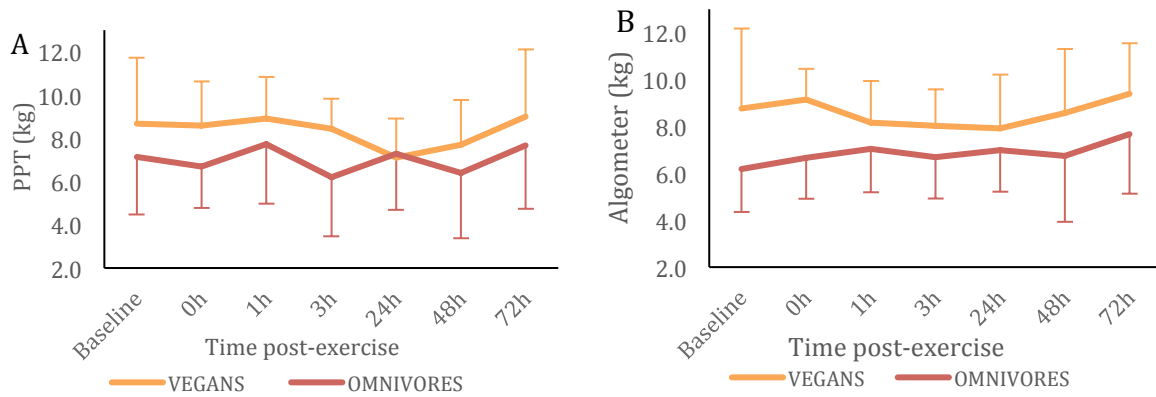 A
PPT (kg)
12.0
10.0
8.0
6.0
4.0
2.0
Baseline
0h
1h
3h
24h
48h
72h
Time post-exercise
VEGANS
OMNIVORES
B
Algometer (kg)
12.0
10.0
8.0
6.0
4.0
2.0
Baseline
0h
1h
3h
24h
48h
72h
Time post-exercise
VEGANS
OMNIVORES